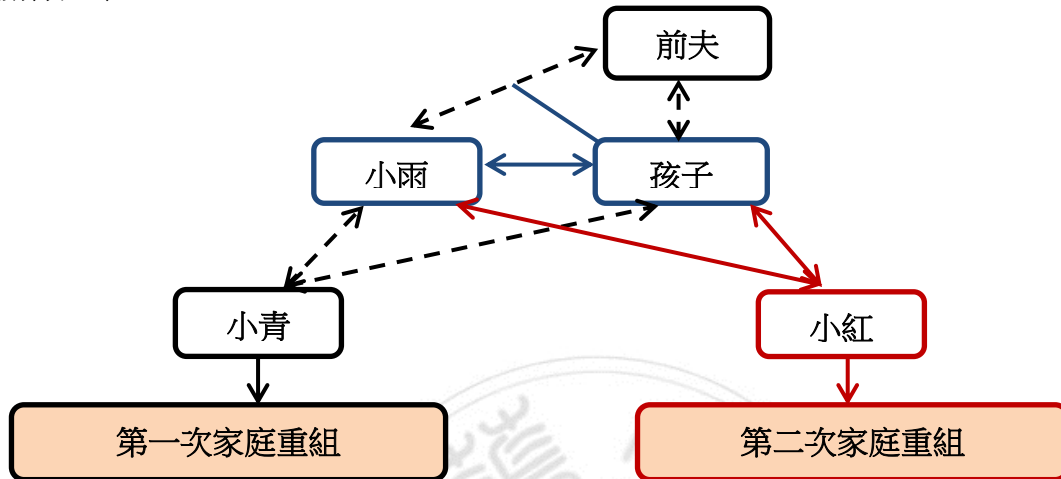 前夫
小雨
孩子
小青
小紅
第一次家庭重組
第二次家庭重組